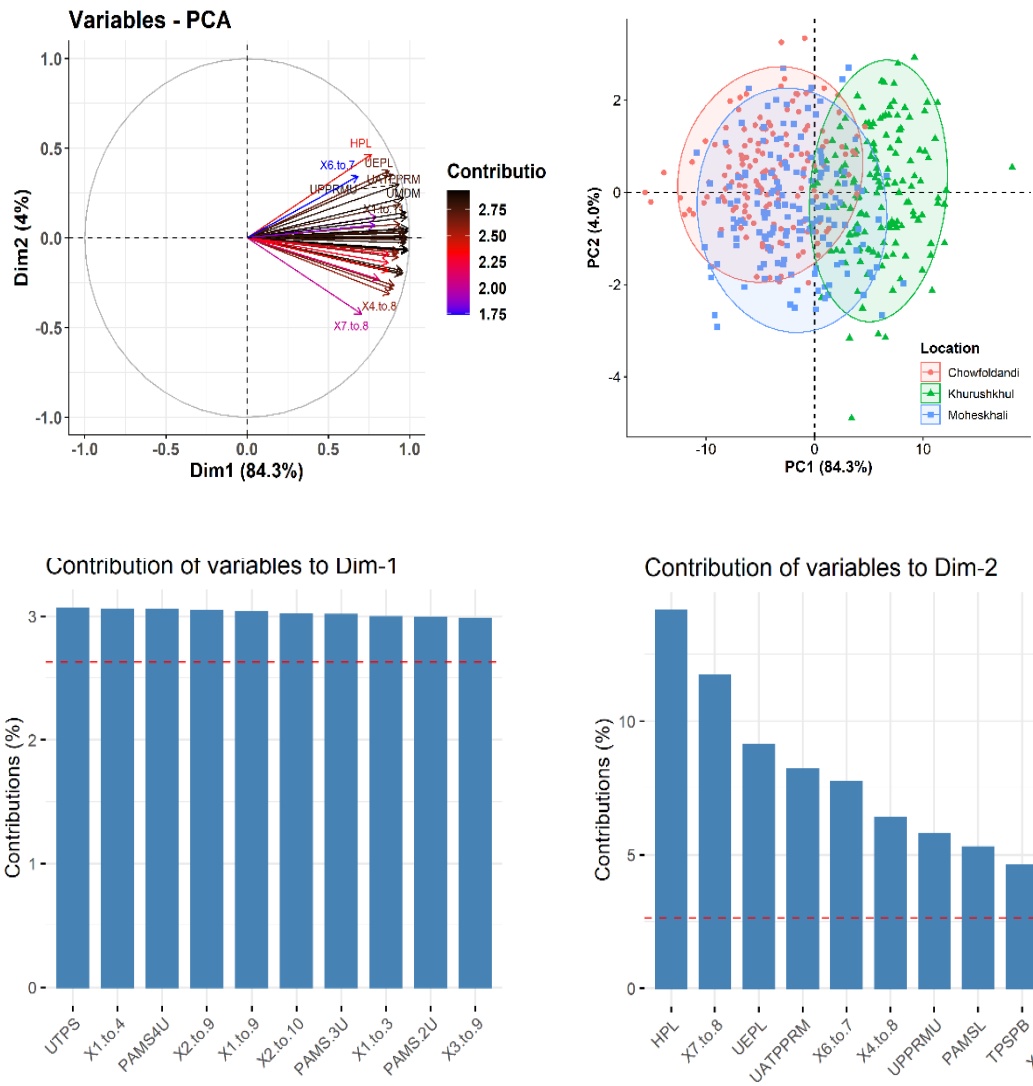 Variables - PCA
1.0
0.5
0.0
-0.5
-1.0
Dim2 (4%)
HPL
X6.to.7
UEPL
UATPPRM
UPPRMU
UMDM
X4.to.8
X7.to.8
-1.0 -0.5 0.0 0.5 1.0
Dim1 (84.3%)
Contributio
2.75
2.50
2.25
2.00
1.75
2
0
-2
-4
PC2 (4.0%)
Location
Chowfoldandi
Khurushkhul
Moheskhali
-10 0 10
PC1 (84.3%)
Contribution of variables to Dim-1
3
2
1
0
Contributions (%)
UTPS
X1.to.4
PAMS4U
X2.to.9
X1.to.9
X2.to.10
PAMS.3U
X1.to.3
PAMS.2U
X3.to.9
Contribution of variables to Dim-2
10
5
0
Contributions (%)
HPL
X7.to.8
UEPL
UATPPRM
X6.to.7
X4.to.8
UPPRMU
PAMSL
TPSPB